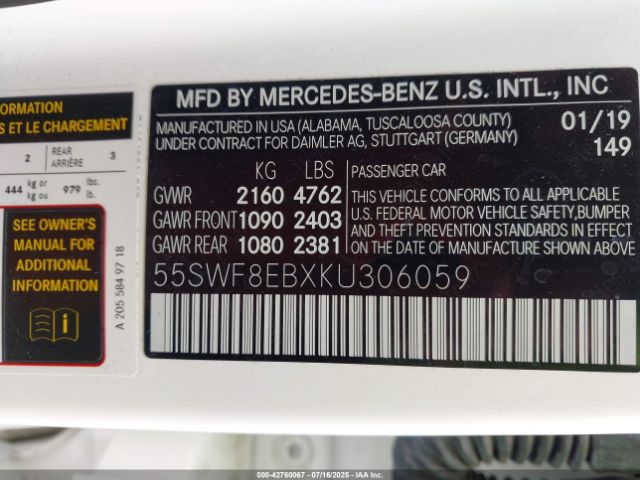 ORMATION
S ET LE CHARGEMENT
2 REAR ARRIÈRE 3
444 kg or kg ou 979 lbs. lb.
SEE OWNER'S
MANUAL FOR
ADDITIONAL
INFORMATION
A 205 584 97 18
MFD BY MERCEDES-BENZ U.S. INTL., INC
MANUFACTURED IN USA (ALABAMA, TUSCALOOSA COUNTY) 01/19
UNDER CONTRACT FOR DAIMLER AG, STUTTGART (GERMANY) 149
KG LBS PASSENGER CAR
GVWR 2160 4762
GAWR FRONT 1090 2403
GAWR REAR 1080 2381
THIS VEHICLE CONFORMS TO ALL APPLICABLE
U.S. FEDERAL MOTOR VEHICLE SAFETY,BUMPER
AND THEFT PREVENTION STANDARDS IN EFFECT
ON THE DATE OF MANUFACTURE SHOWN ABOVE
55SWF8EBXKU306059
000-42760067 - 07/16/2025 - IAA Inc.